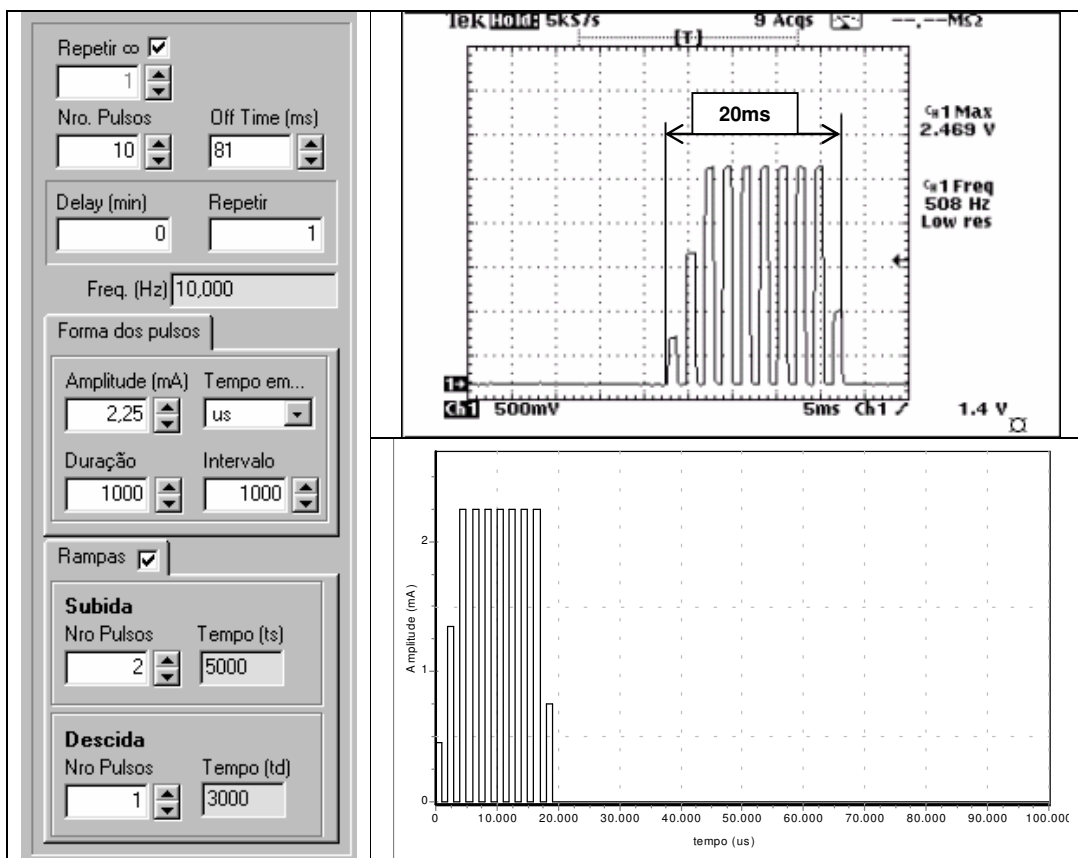 Repetir ∞
1
Nro. Pulsos Off Time (ms)
10 81
Delay (min) Repetir
0 1
Freq. (Hz) 10,000
Forma dos pulsos
Amplitude (mA) Tempo em...
2,25 us
Duração Intervalo
1000 1000
Rampas
Subida
Nro Pulsos Tempo (ts)
2 5000
Descida
Nro Pulsos Tempo (td)
1 3000
Tek Hold: 5kS/s 9 Acqs --,--MΩ2
[T]
20ms
Ch1 Max
2.469 V
Ch1 Freq
508 Hz
Low res
1
Ch1 500mV 5ms Ch1 1.4 V
Amplitude (mA)
2
1
0
0 10.000 20.000 30.000 40.000 50.000 60.000 70.000 80.000 90.000 100.000
tempo (us)